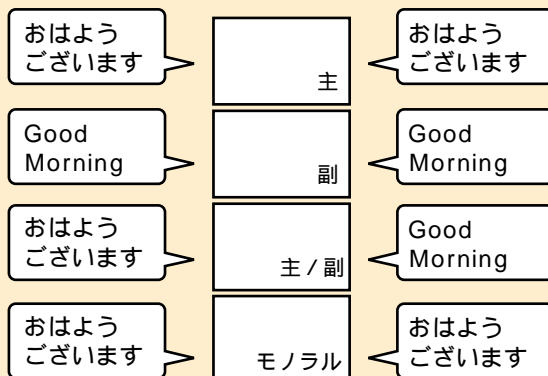 おはよう
ございます
主
おはよう
ございます
Good
Morning
副
Good
Morning
おはよう
ございます
主/副
Good
Morning
おはよう
ございます
モノラル
おはよう
ございます